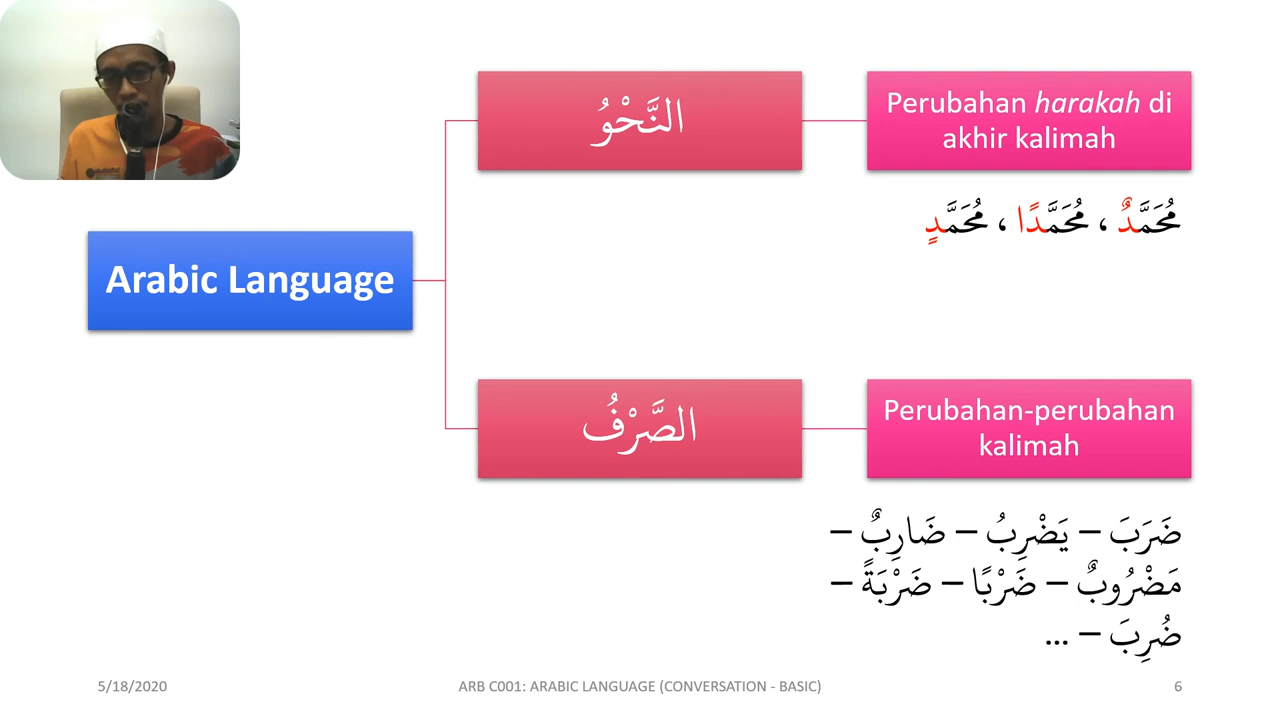 النَّحْوُ
Perubahan harakah di
akhir kalimah
مُحَمَّدٌ ، مُحَمَّدًا ، مُحَمَّدٍ
Arabic Language
الصَّرْفُ
Perubahan-perubahan
kalimah
ضَرَبَ – يَضْرِبُ – ضَارِبٌ –
مَضْرُوبٌ – ضَرْبًا – ضَرْبَةً –
ضُرِبَ – ...
5/18/2020
ARB C001: ARABIC LANGUAGE (CONVERSATION - BASIC)
6